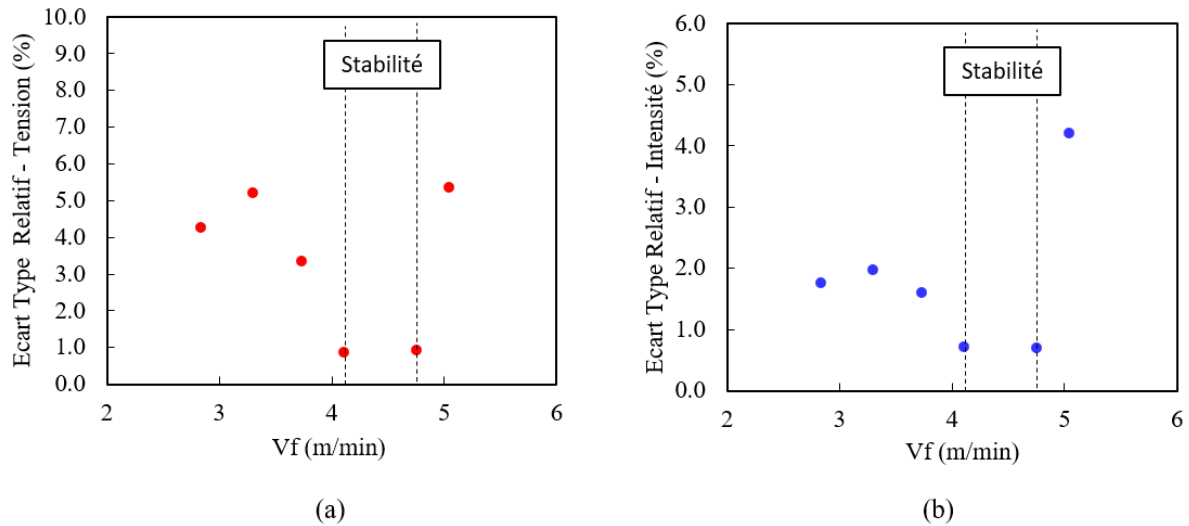 Ecart Type Relatif - Tension (%)
10.0
9.0
8.0
7.0
6.0
5.0
4.0
3.0
2.0
1.0
0.0
Stabilité
2 3 4 5 6
Vf (m/min)
(a)
Ecart Type Relatif - Intensité (%)
6.0
5.0
4.0
3.0
2.0
1.0
0.0
Stabilité
2 3 4 5 6
Vf (m/min)
(b)